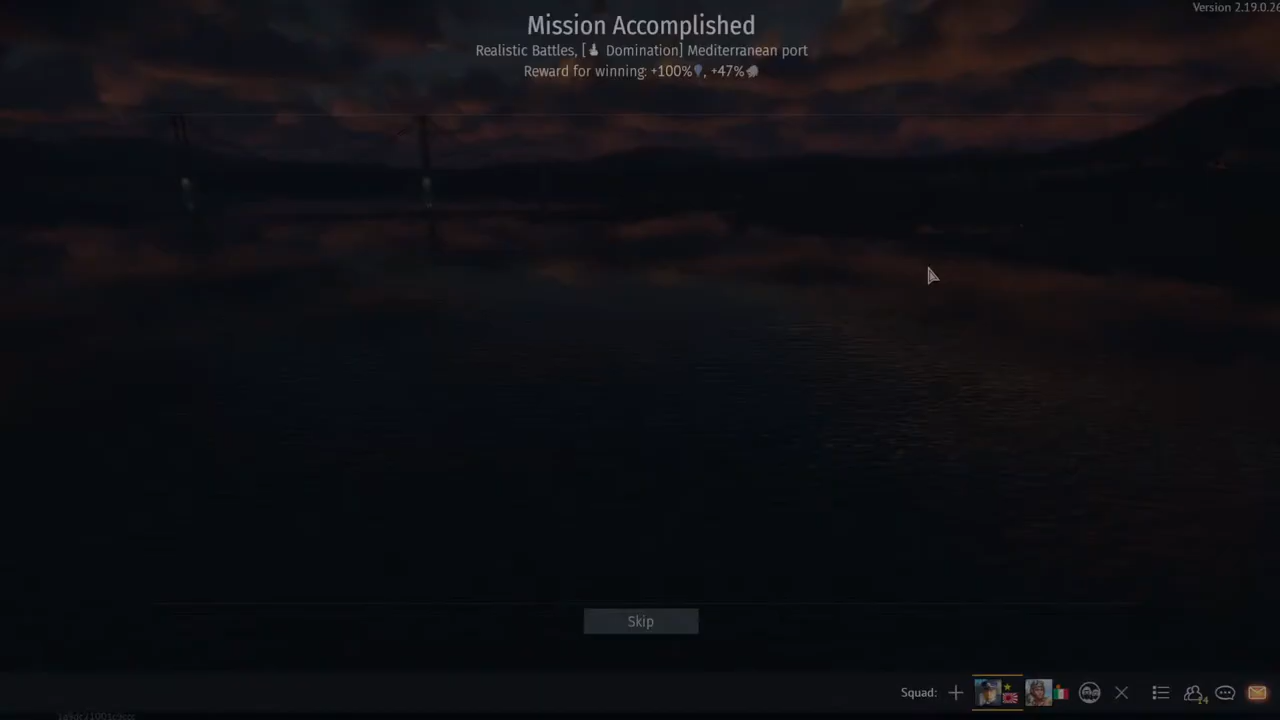 Version 2.19.0.26
Mission Accomplished
Realistic Battles, [ Domination] Mediterranean port
Reward for winning: +100%, +47%
Skip
Squad:
14